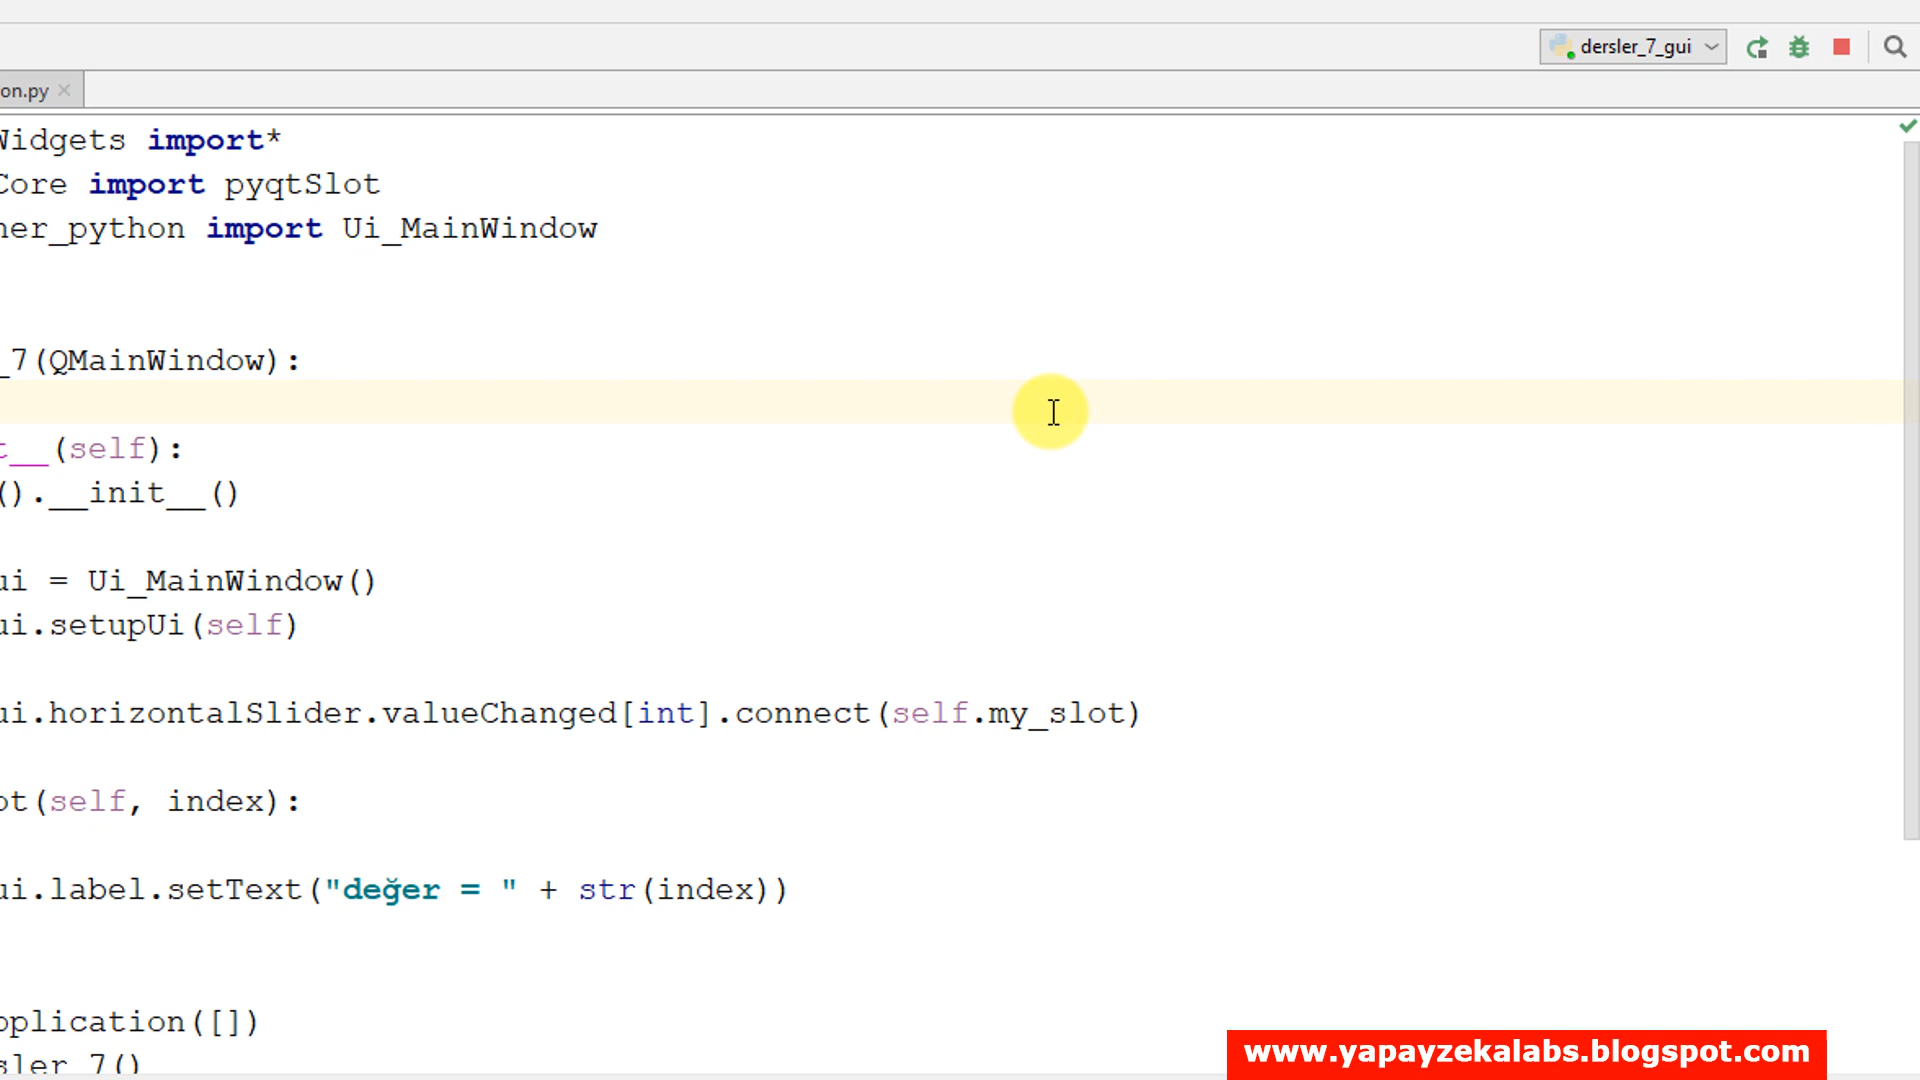 dersler_7_gui
on.py
Widgets import*
Core import pyqtSlot
ner_python import Ui_MainWindow
_7(QMainWindow):
t__(self):
().__init__()
ui = Ui_MainWindow()
ui.setupUi(self)
ui.horizontalSlider.valueChanged[int].connect(self.my_slot)
ot(self, index):
ui.label.setText("değer = " + str(index))
pplication([])
sler_7()
www.yapayzekalabs.blogspot.com